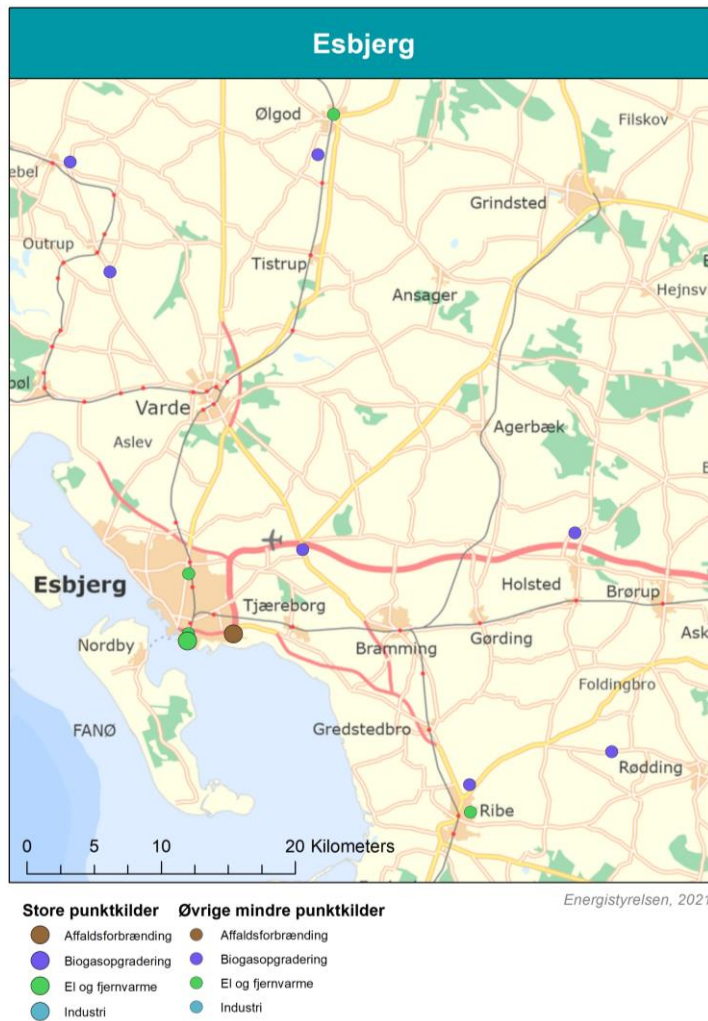 Esbjerg
Ølgod
Filskov
ebel
Grindsted
Outrup
Tistrup
Ansager
Hejnsv
bøl
Varde
Agerbæk
Aslev
Esbjerg
Holsted
Brørup
Tjæreborg
Nordby
Bramming
Gørding
Ask
Foldingbro
FANØ
Gredstedbro
Rødding
Ribe
0 5 10 20 Kilometers
Energistyrelsen, 2021
Store punktkilder Øvrige mindre punktkilder
Affaldsforbrænding Affaldsforbrænding
Biogasopgradering Biogasopgradering
El og fjernvarme El og fjernvarme
Industri Industri